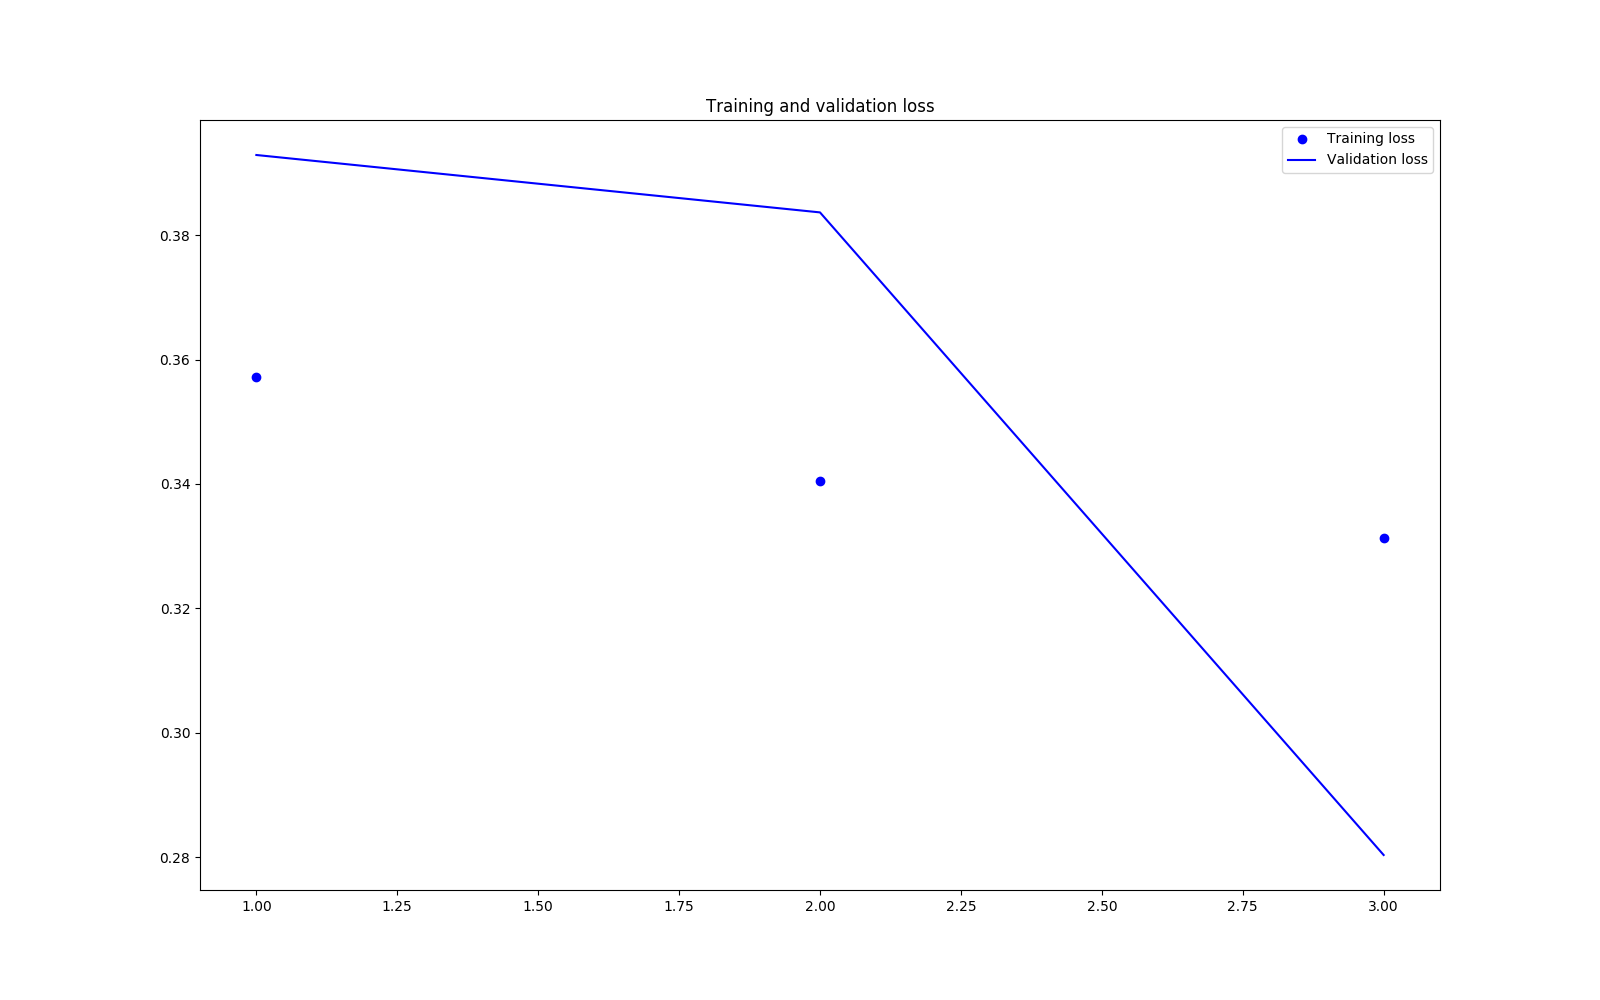 Training and validation loss
Training loss
Validation loss
0.38
0.36
0.34
0.32
0.30
0.28
1.00 1.25 1.50 1.75 2.00 2.25 2.50 2.75 3.00